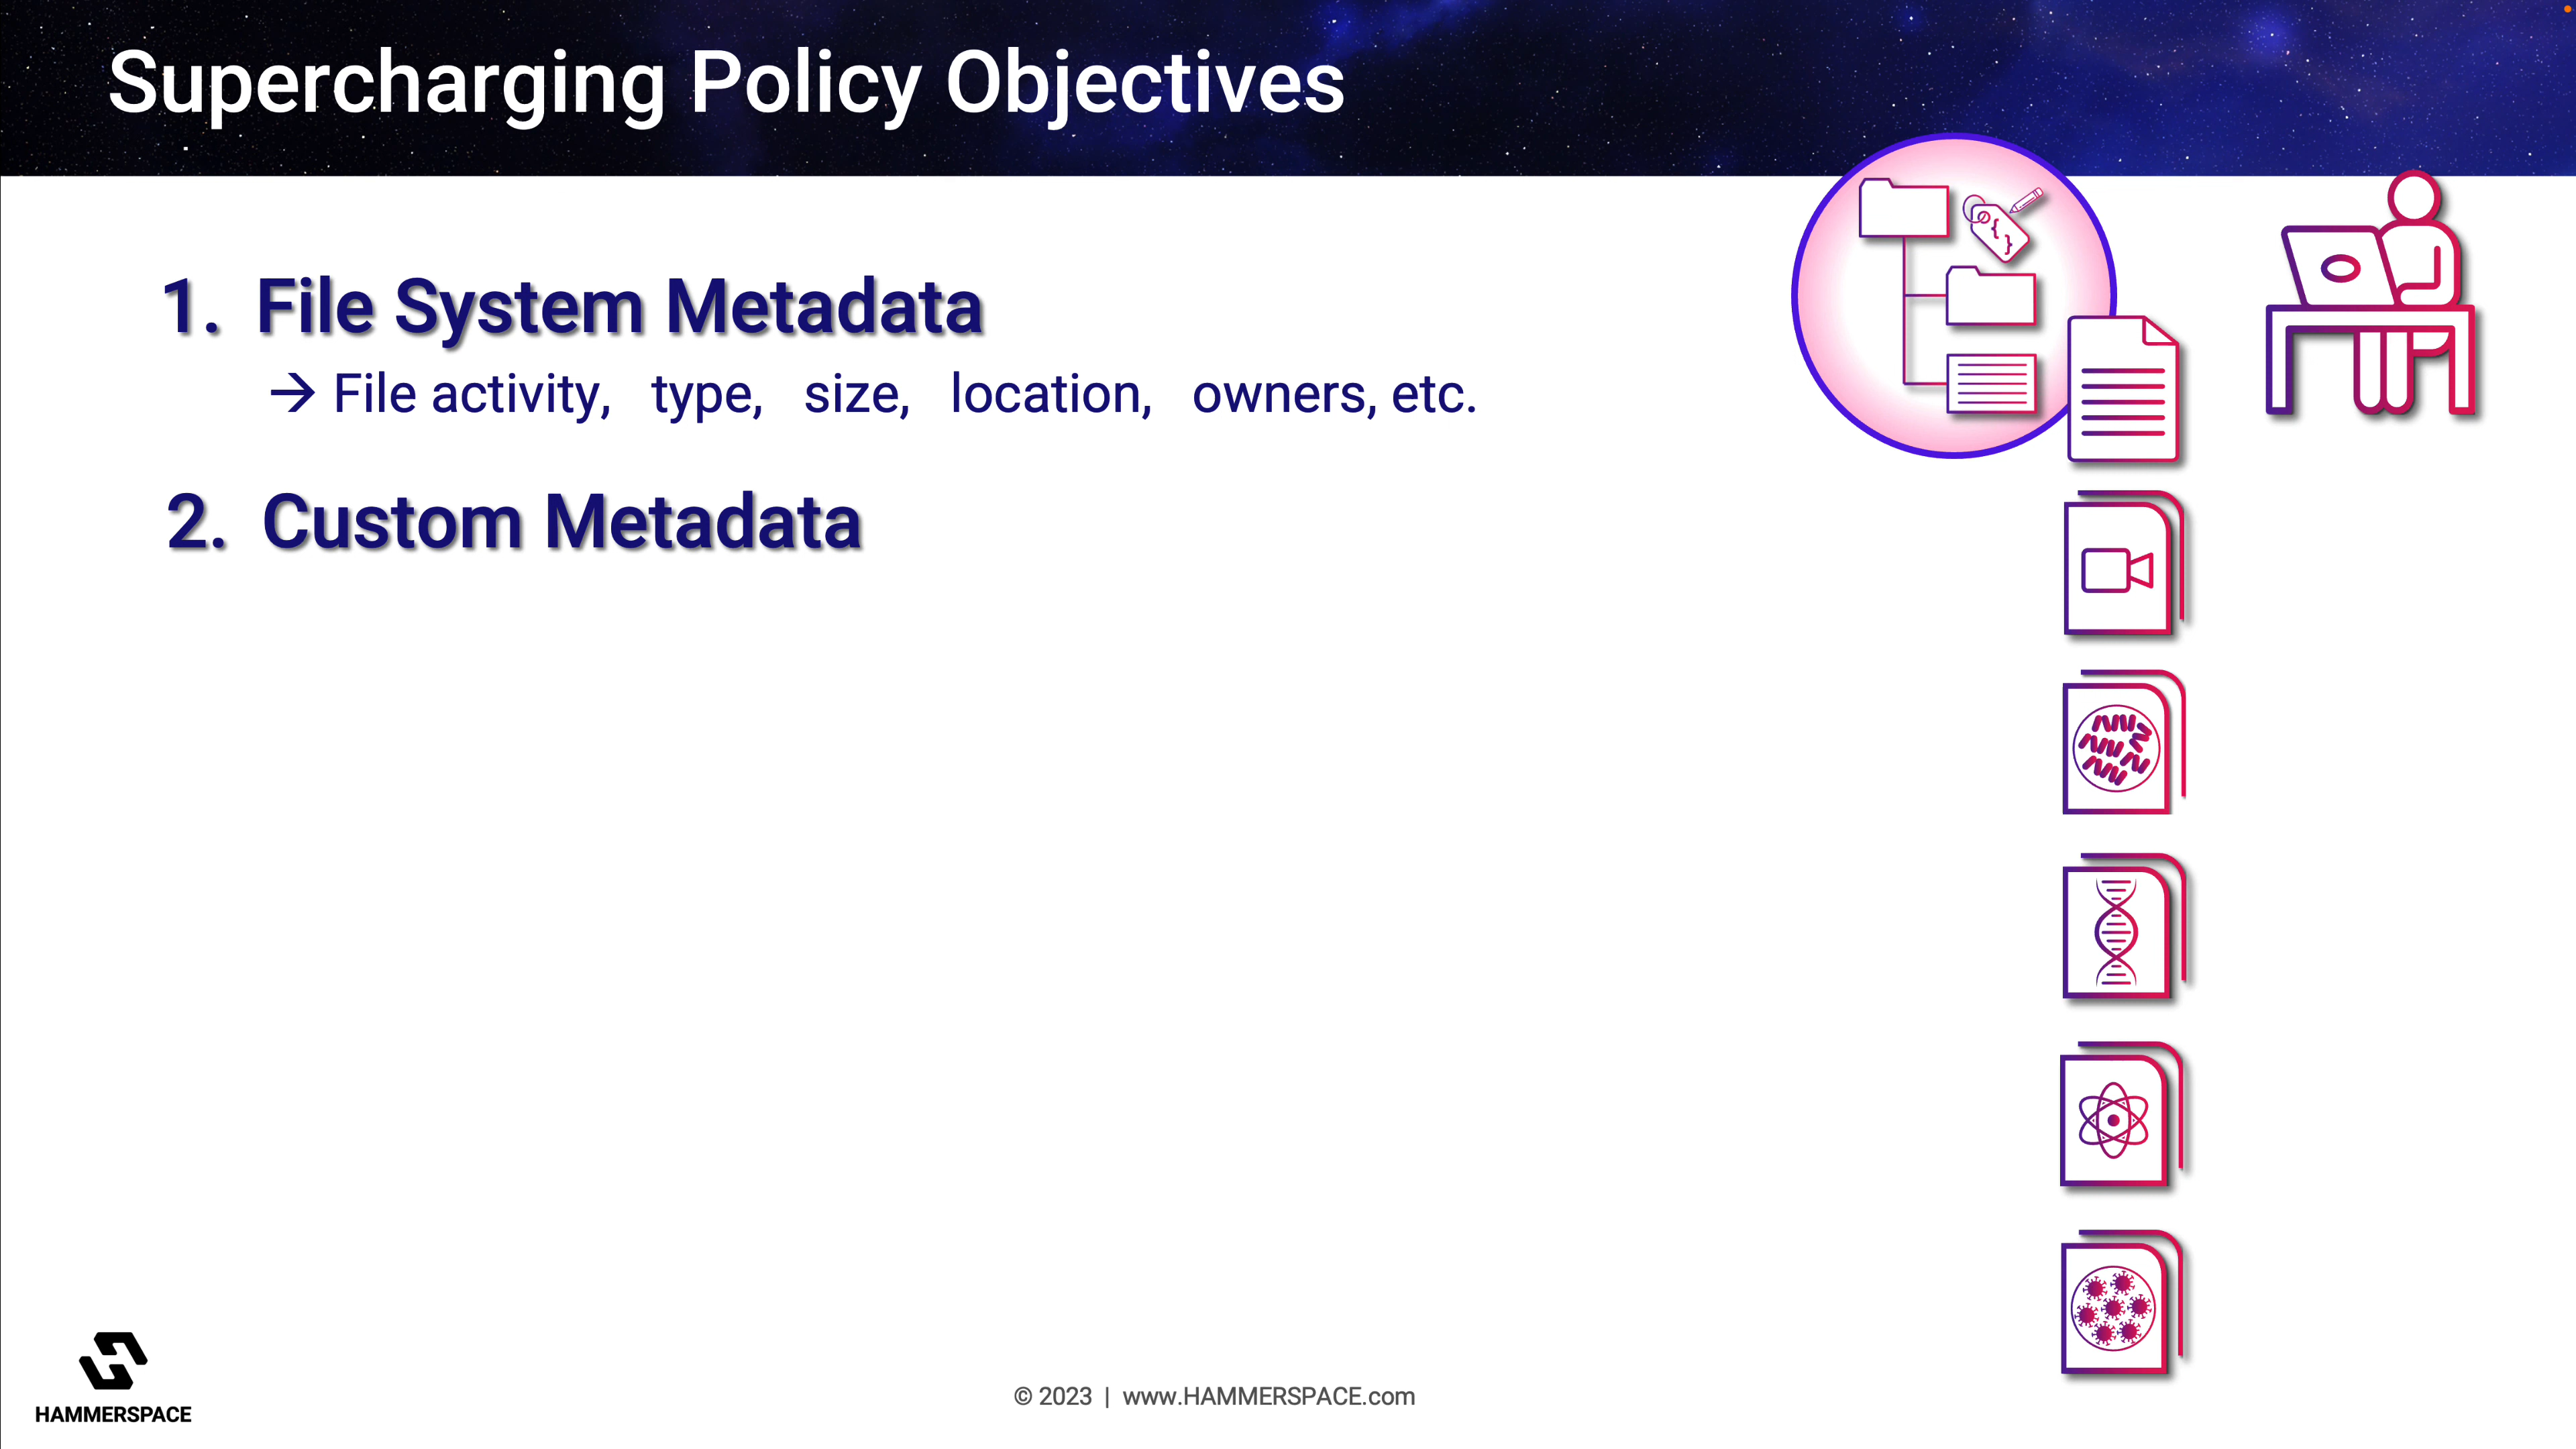 Supercharging Policy Objectives
1. File System Metadata
→ File activity, type, size, location, owners, etc.
2. Custom Metadata
{ }
HAMMERSPACE
© 2023 | www.HAMMERSPACE.com